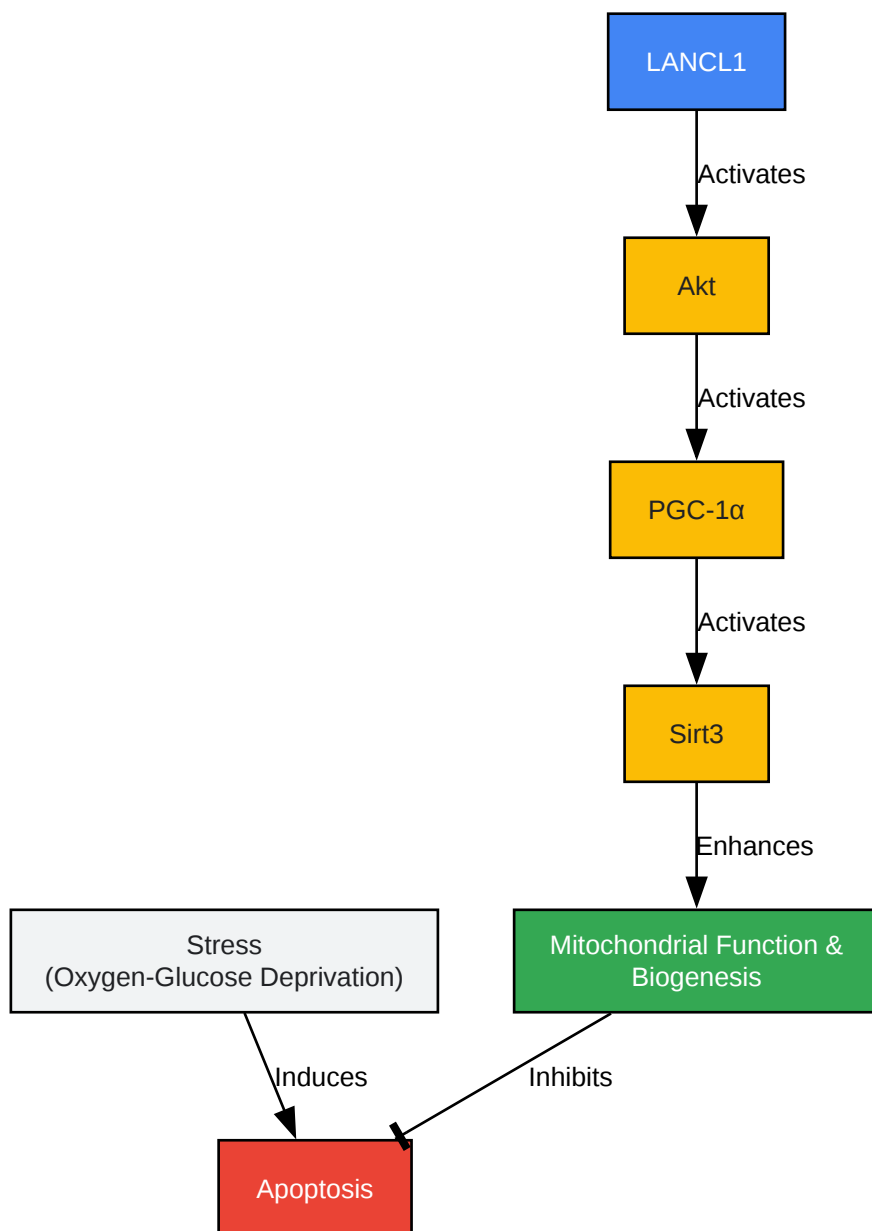 LANCL1
Activates
Akt
Activates
PGC-1α
Activates
Sirt3
Enhances
Stress
(Oxygen-Glucose Deprivation)
Mitochondrial Function &
Biogenesis
Induces
Inhibits
Apoptosis